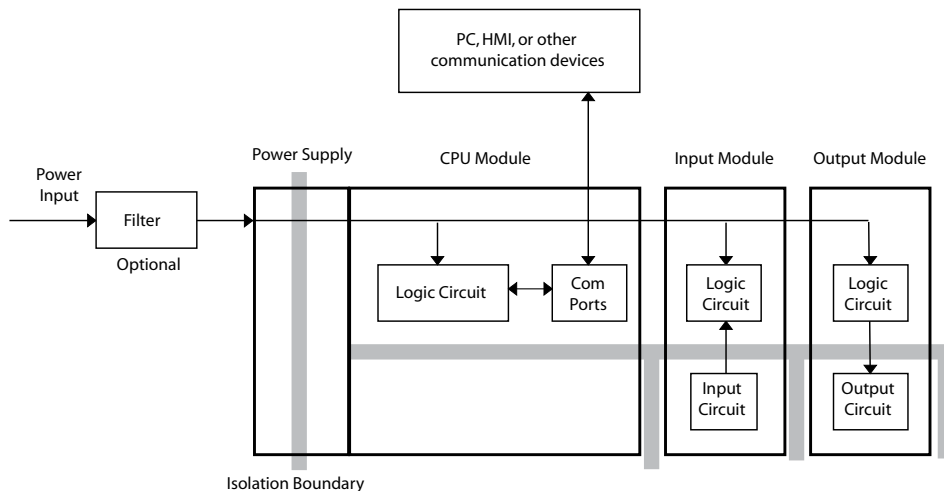 PC, HMI, or other
communication devices
Power Supply
CPU Module
Input Module
Output Module
Power
Input
Filter
Optional
Logic Circuit
Com
Ports
Logic
Circuit
Logic
Circuit
Input
Circuit
Output
Circuit
Isolation Boundary